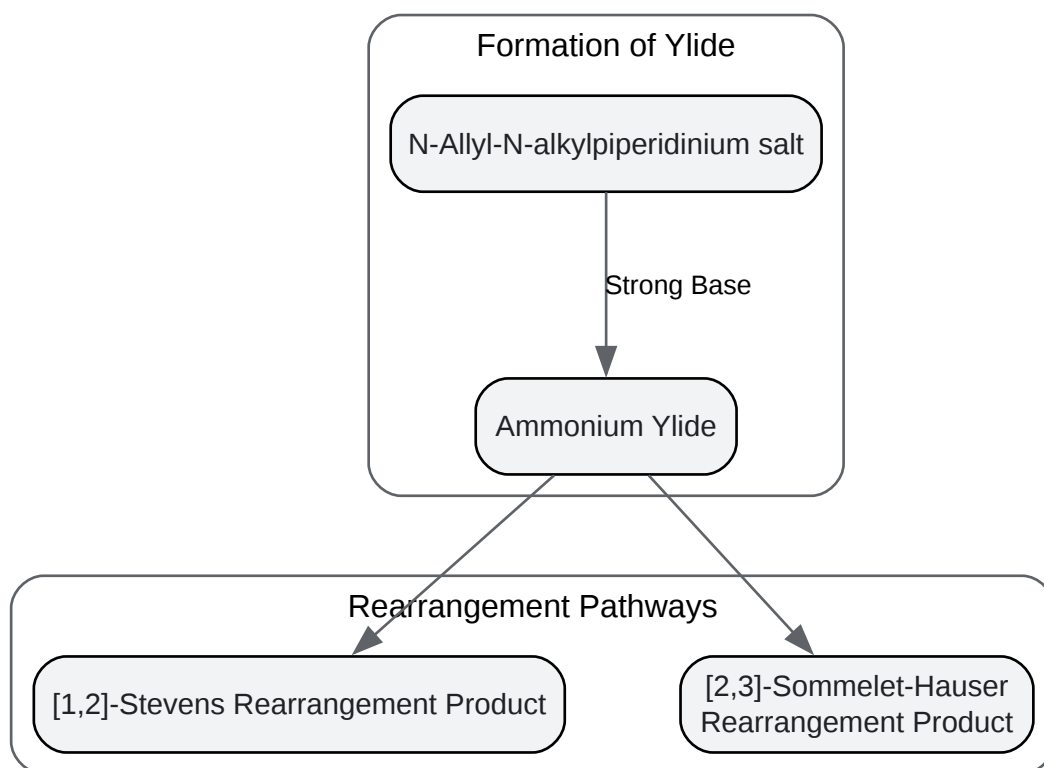 Formation of Ylide
N-Allyl-N-alkylpiperidinium salt
Strong Base
Ammonium Ylide
Rearrangement Pathways
[1,2]-Stevens Rearrangement Product
[2,3]-Sommelet-Hauser
Rearrangement Product